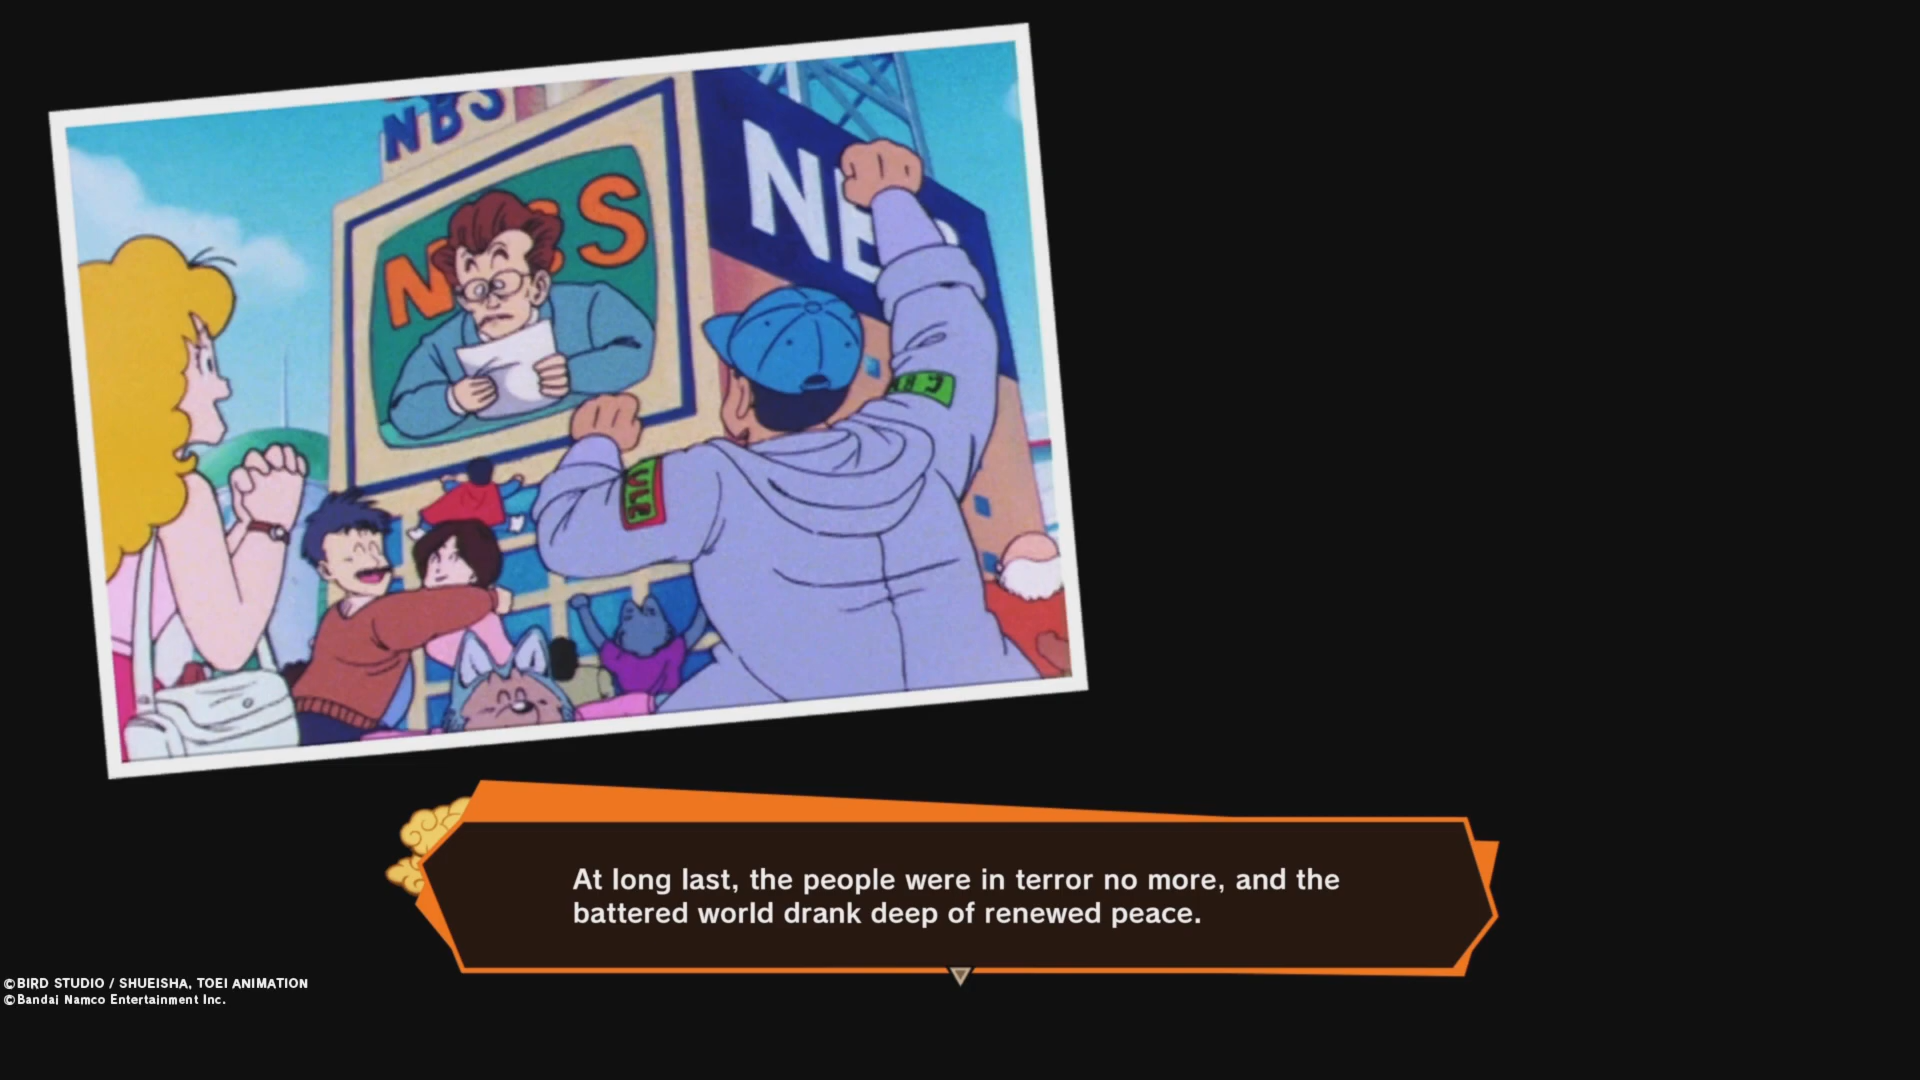 NBS
NBS
NB
At long last, the people were in terror no more, and the
battered world drank deep of renewed peace.
©BIRD STUDIO / SHUEISHA, TOEI ANIMATION
©Bandai Namco Entertainment Inc.